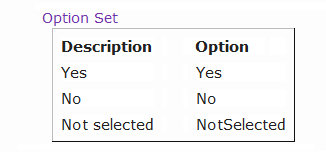 Option Set
Description Option
Yes Yes
No No
Not selected NotSelected